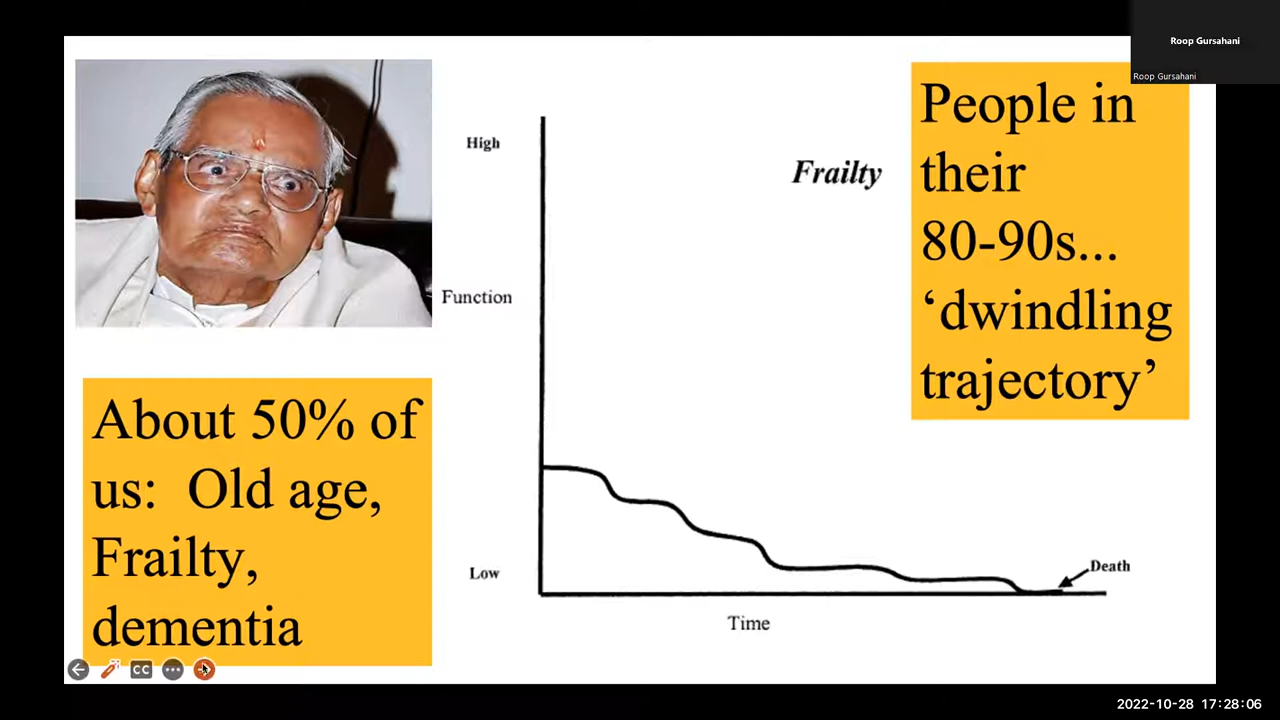 Roop Gursahani
Roop Gursahani
People in
their
80-90s...
‘dwindling
trajectory’
High
Frailty
Function
Low
Death
Time
About 50% of
us:  Old age,
Frailty,
dementia
CC
2022-10-28 17:28:06